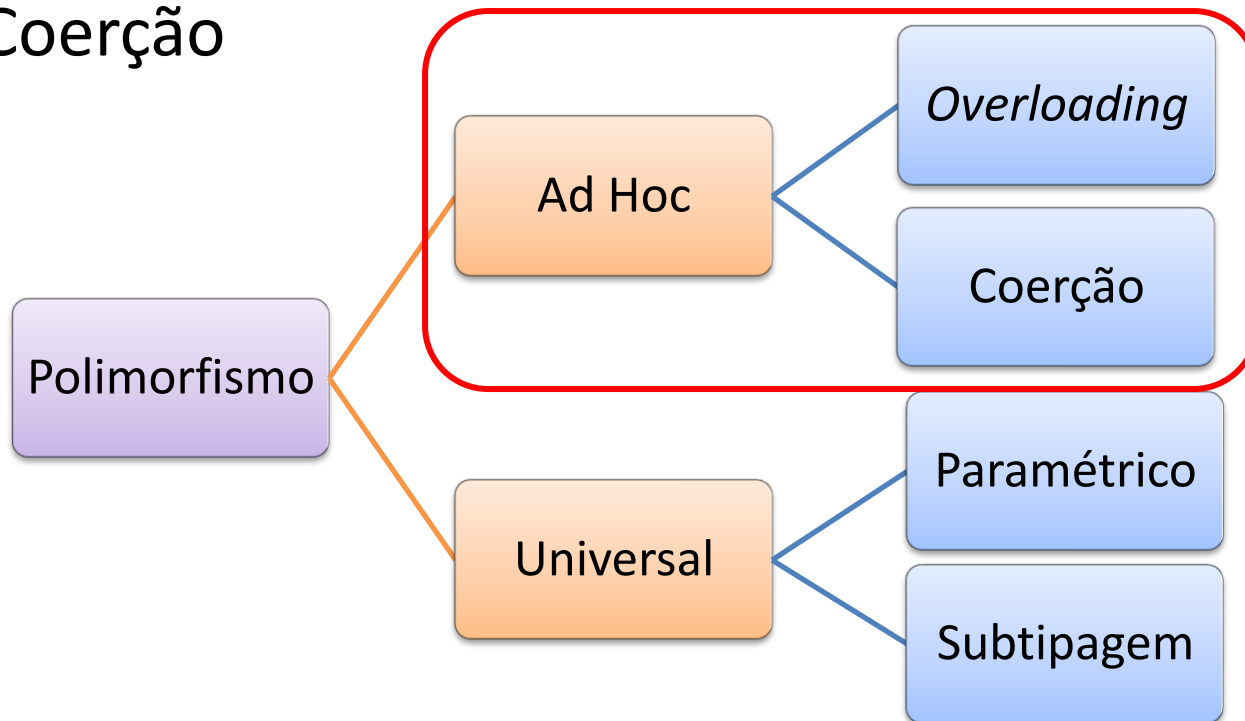 Coerção
Overloading
Ad Hoc
Coerção
Polimorfismo
Paramétrico
Universal
Subtipagem